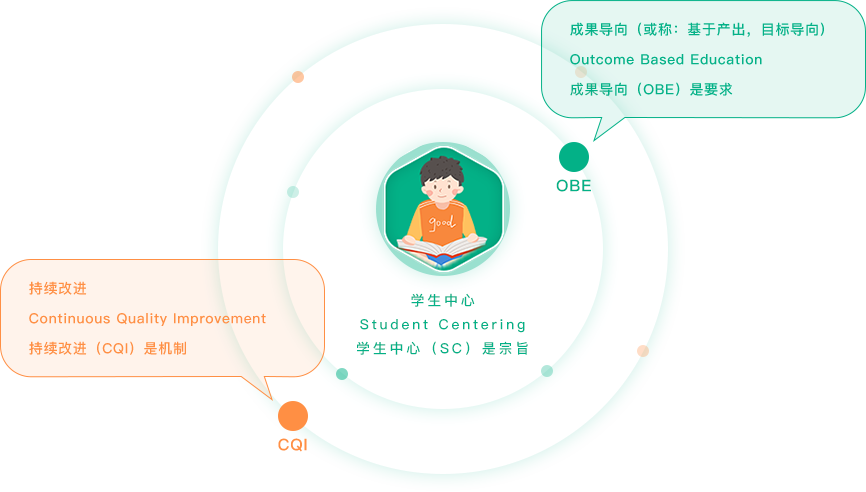 成果导向（或称：基于产出，目标导向）
Outcome Based Education
成果导向（OBE）是要求
OBE
good
学生中心
Student Centering
学生中心（SC）是宗旨
持续改进
Continuous Quality Improvement
持续改进（CQI）是机制
CQI